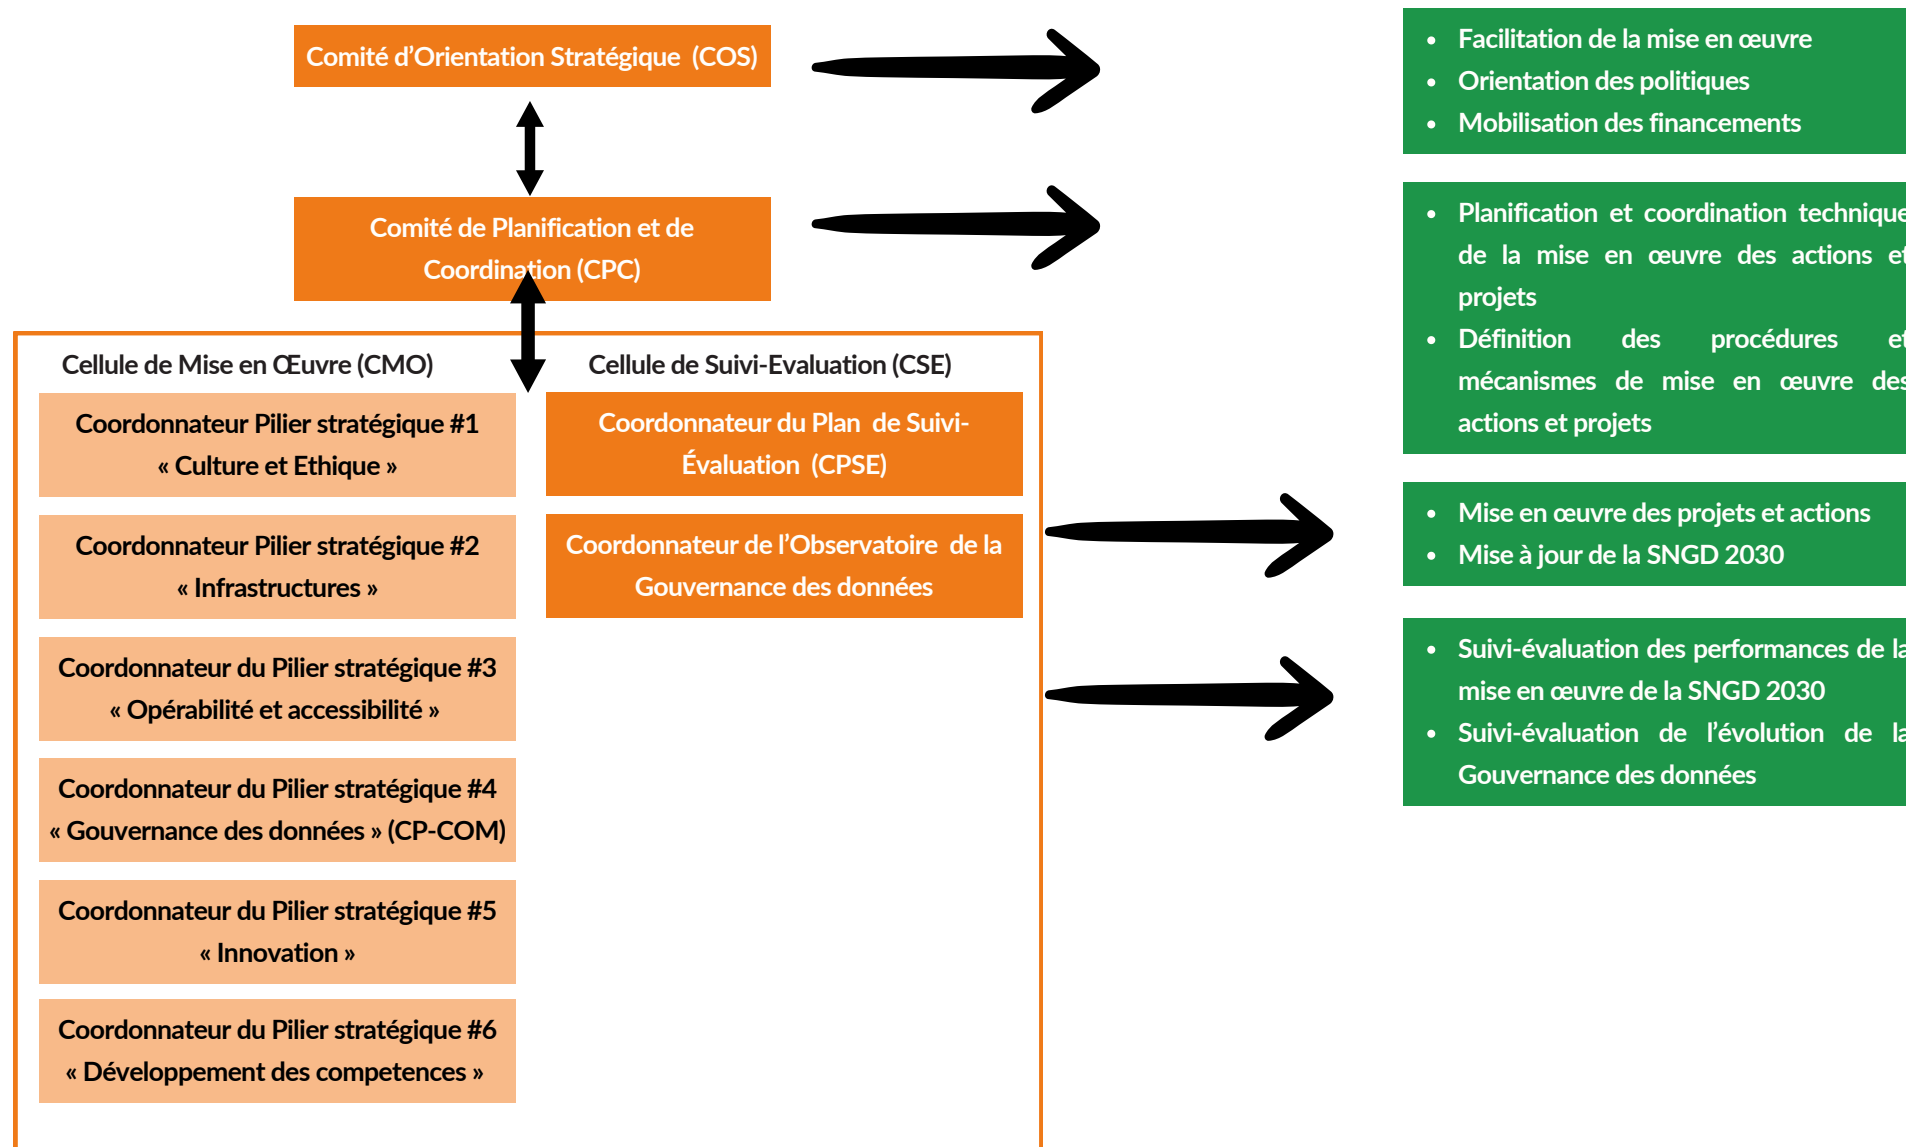 Comité d’Orientation Stratégique (COS)
• Facilitation de la mise en œuvre
• Orientation des politiques
• Mobilisation des financements
Comité de Planification et de
Coordination (CPC)
• Planification et coordination technique
de la mise en œuvre des actions et
projets
• Définition des procédures et
mécanismes de mise en œuvre des
actions et projets
Cellule de Mise en Œuvre (CMO)
Coordonnateur Pilier stratégique #1
« Culture et Ethique »
Coordonnateur Pilier stratégique #2
« Infrastructures »
Coordonnateur du Pilier stratégique #3
« Opérabilité et accessibilité »
Coordonnateur du Pilier stratégique #4
« Gouvernance des données » (CP-COM)
Coordonnateur du Pilier stratégique #5
« Innovation »
Coordonnateur du Pilier stratégique #6
« Développement des competences »
Cellule de Suivi-Evaluation (CSE)
Coordonnateur du Plan de Suivi-
Évaluation (CPSE)
Coordonnateur de l’Observatoire de la
Gouvernance des données
• Mise en œuvre des projets et actions
• Mise à jour de la SNGD 2030
• Suivi-évaluation des performances de la
mise en œuvre de la SNGD 2030
• Suivi-évaluation de l’évolution de la
Gouvernance des données